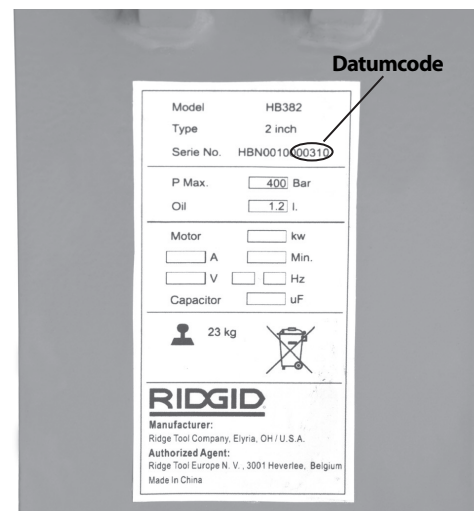 Datumcode
Model HB382
Type 2 inch
Serie No. HBN0010000310
P Max. 400 Bar
Oil 1.2 l.
Motor kw
A Min.
V Hz
Capacitor uF
23 kg
RIDGID
Manufacturer:
Ridge Tool Company, Elyria, OH / U.S.A.
Authorized Agent:
Ridge Tool Europe N. V. , 3001 Heverlee, Belgium
Made In China